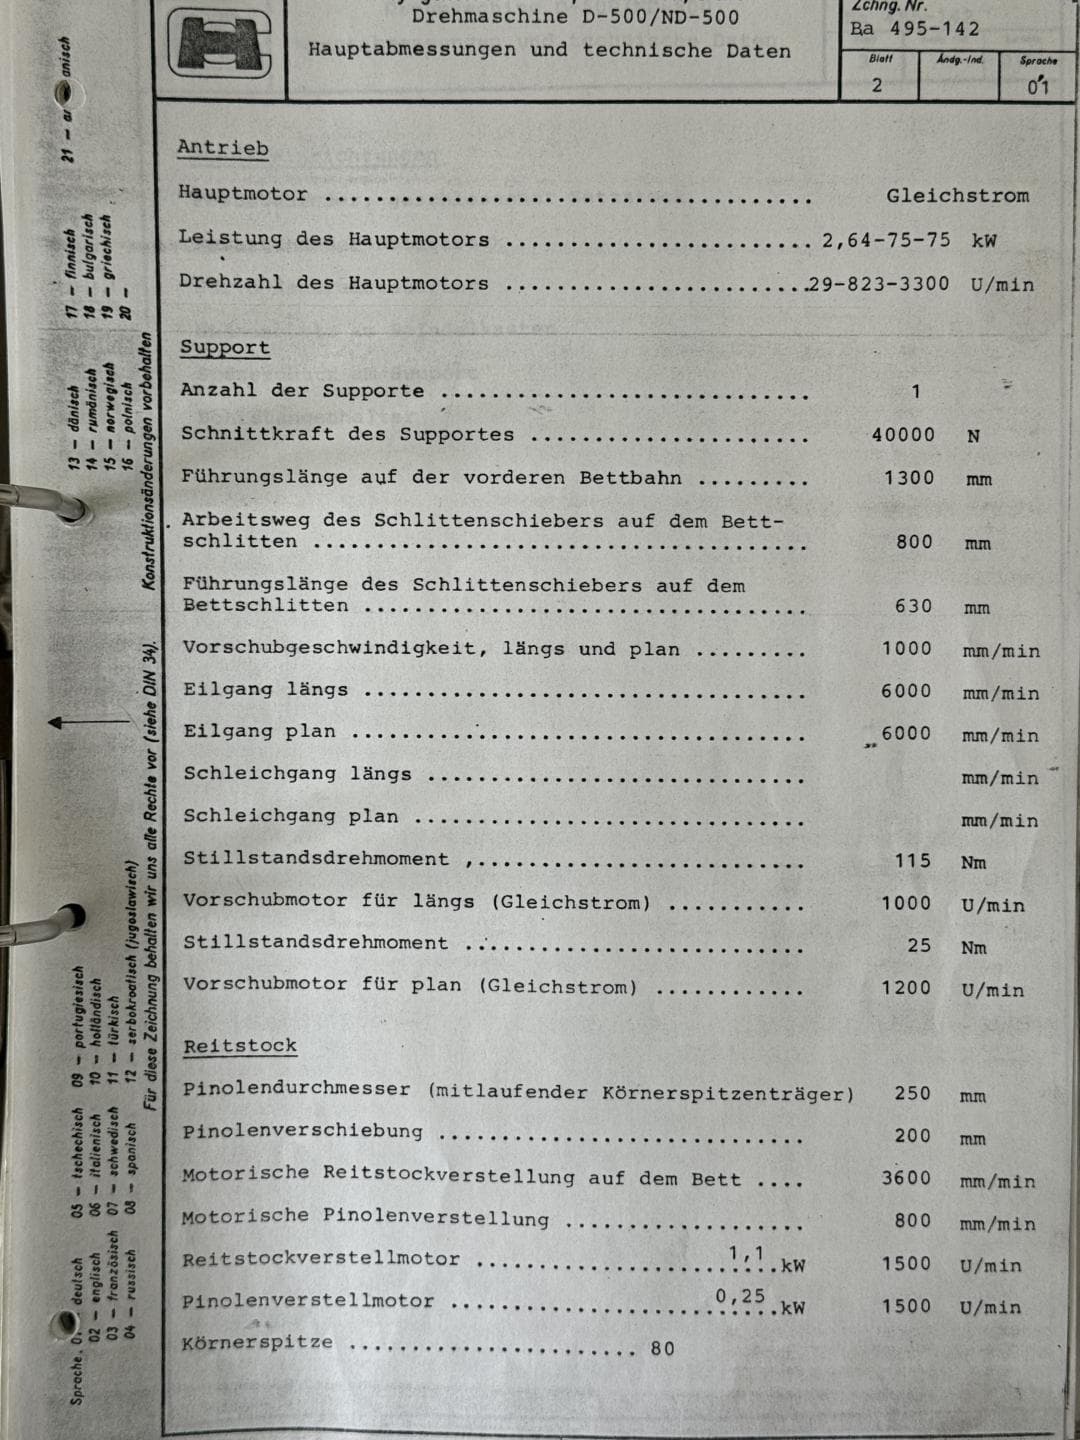 Drehmaschine D-500/ND-500
Hauptabmessungen und technische Daten
Zchng. Nr.
Ba 495-142
Blatt
2
Ändg.-Ind.
Sprache
01
Antrieb
Hauptmotor ...................................... Gleichstrom
Leistung des Hauptmotors ........................ 2,64-75-75 kW
Drehzahl des Hauptmotors ........................29-823-3300 U/min
Support
Anzahl der Supporte ............................. 1
Schnittkraft des Supportes ...................... 40000 N
Führungslänge auf der vorderen Bettbahn ......... 1300 mm
Arbeitsweg des Schlittenschiebers auf dem Bett-
schlitten ....................................... 800 mm
Führungslänge des Schlittenschiebers auf dem
Bettschlitten ................................... 630 mm
Vorschubgeschwindigkeit, längs und plan ......... 1000 mm/min
Eilgang längs ................................... 6000 mm/min
Eilgang plan .................................... 6000 mm/min
Schleichgang längs .............................. mm/min
Schleichgang plan ............................... mm/min
Stillstandsdrehmoment ,.......................... 115 Nm
Vorschubmotor für längs (Gleichstrom) ........... 1000 U/min
Stillstandsdrehmoment ........................... 25 Nm
Vorschubmotor für plan (Gleichstrom) ............ 1200 U/min
Reitstock
Pinolendurchmesser (mitlaufender Körnerspitzenträger) 250 mm
Pinolenverschiebung ............................. 200 mm
Motorische Reitstockverstellung auf dem Bett .... 3600 mm/min
Motorische Pinolenverstellung ................... 800 mm/min
Reitstockverstellmotor ....................1,1....kW 1500 U/min
Pinolenverstellmotor .....................0,25.....kW 1500 U/min
Körnerspitze ....................... 80
Für diese Zeichnung behalten wir uns alle Rechte vor (siehe DIN 34). Konstruktionsänderungen vorbehalten
Sprache
deutsch
02 – englisch
03 – französisch
04 – russisch
05 – tschechisch
06 – italienisch
07 – schwedisch
08 – spanisch
09 – portugiesisch
10 – holländisch
11 – türkisch
12 – serbokroatisch (jugoslawisch)
13 – dänisch
14 – rumänisch
15 – norwegisch
16 – polnisch
17 – finnisch
18 – bulgarisch
19 – griechisch
20 –
21 –